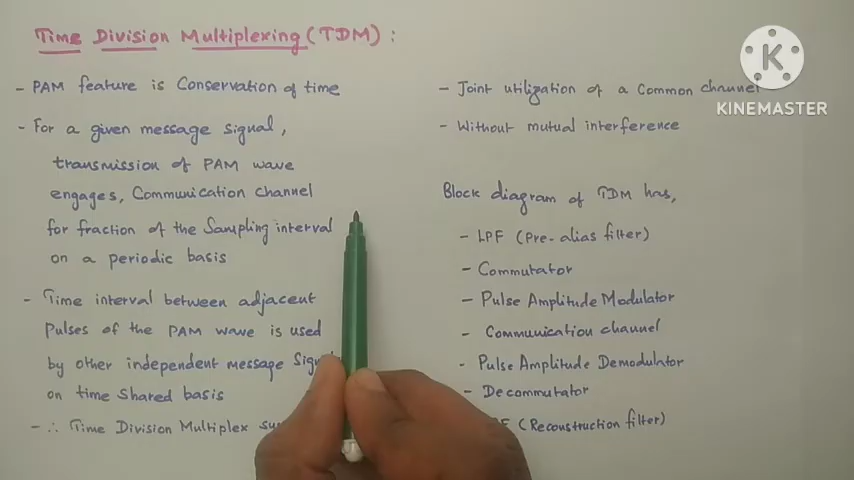 Time Division Multiplexing (TDM) :
- PAM feature is Conservation of time
- For a given message signal,
transmission of PAM wave
engages, Communication channel
for fraction of the Sampling interval
on a periodic basis
- Time interval between adjacent
Pulses of the PAM wave is used
by other independent message
on time Shared basis
- ∴ Time Division Multiplex
- Joint utilization of a Common channel
- Without mutual interference
Block diagram of TDM has,
- LPF (Pre-alias filter)
- Commutator
- Pulse Amplitude Modulator
- Communication channel
- Pulse Amplitude Demodulator
- Decommutator
(Reconstruction filter)
K
KINEMASTER